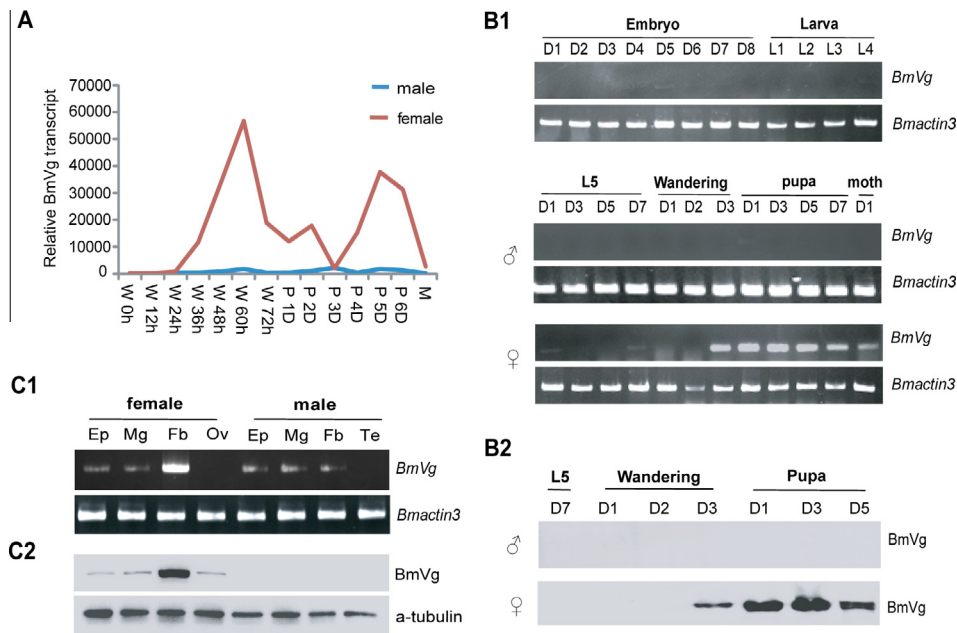 A
Relative BmVg transcript
70000
60000
50000
40000
30000
20000
10000
0
male
female
W 0h
W 12h
W 24h
W 36h
W 48h
W 60h
W 72h
P 1D
P 2D
P 3D
P 4D
P 5D
P 6D
M
B1
Embryo Larva
D1 D2 D3 D4 D5 D6 D7 D8 L1 L2 L3 L4
BmVg
Bmactin3
L5 Wandering pupa moth
D1 D3 D5 D7 D1 D2 D3 D1 D3 D5 D7 D1
♂ BmVg
Bmactin3
♀ BmVg
Bmactin3
C1
female male
Ep Mg Fb Ov Ep Mg Fb Te
BmVg
Bmactin3
C2
BmVg
a-tubulin
B2
L5 Wandering Pupa
D7 D1 D2 D3 D1 D3 D5
♂ BmVg
♀ BmVg